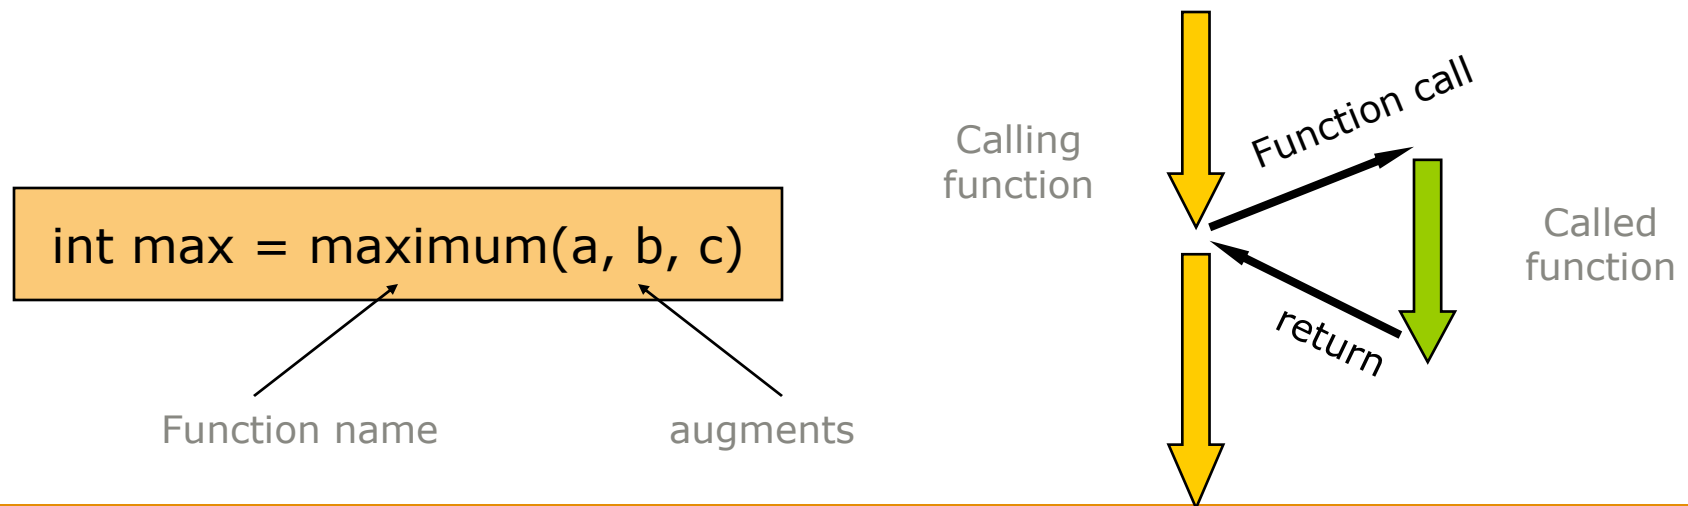 int max = maximum(a, b, c)
Function name
augments
Calling
function
Function call
return
Called
function